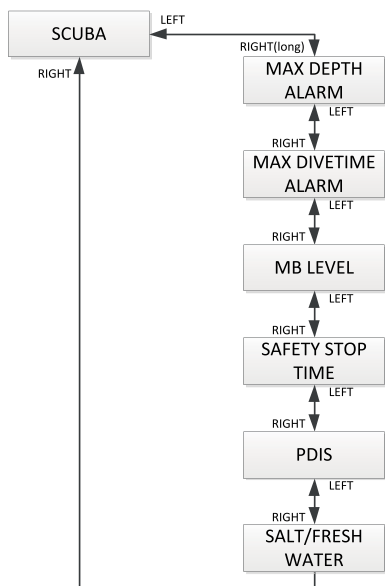 LEFT
SCUBA
RIGHT(long)
RIGHT
MAX DEPTH
ALARM
LEFT
RIGHT
MAX DIVETIME
ALARM
LEFT
RIGHT
MB LEVEL
LEFT
RIGHT
SAFETY STOP
TIME
LEFT
RIGHT
PDIS
LEFT
RIGHT
SALT/FRESH
WATER